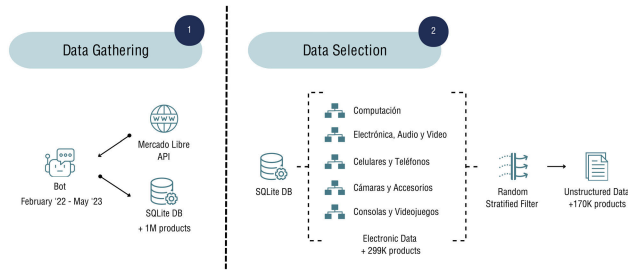 1
Data Gathering
WWW
Mercado Libre
API
Bot
February '22 - May '23
SQLite DB
+ 1M products
2
Data Selection
SQLite DB
Computación
Electrónica, Audio y Video
Celulares y Teléfonos
Cámaras y Accesorios
Consolas y Videojuegos
Electronic Data
+ 299K products
Random
Stratified Filter
Unstructured Data
+170K products